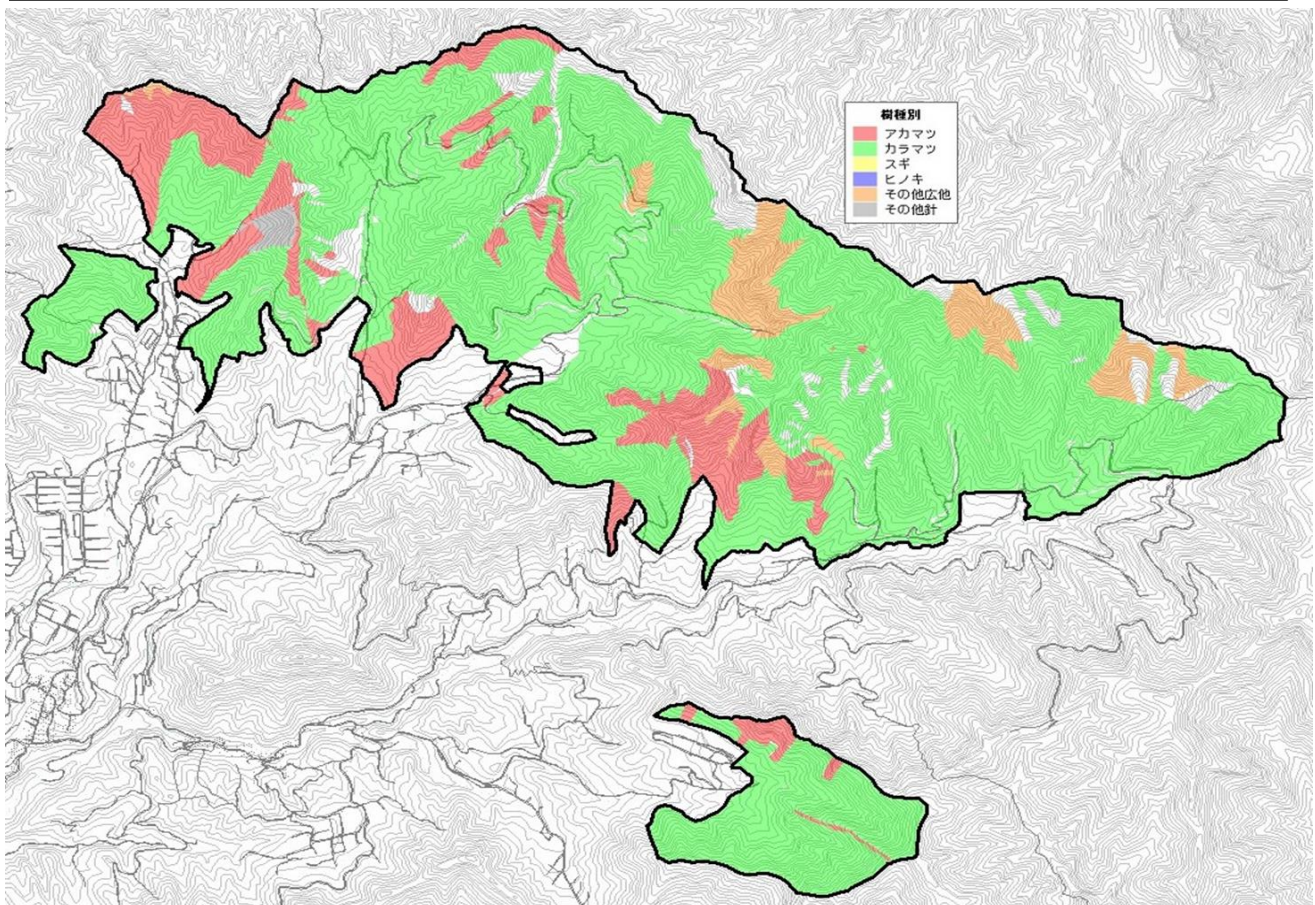 樹種別
アカマツ
カラマツ
スギ
ヒノキ
その他広他
その他針